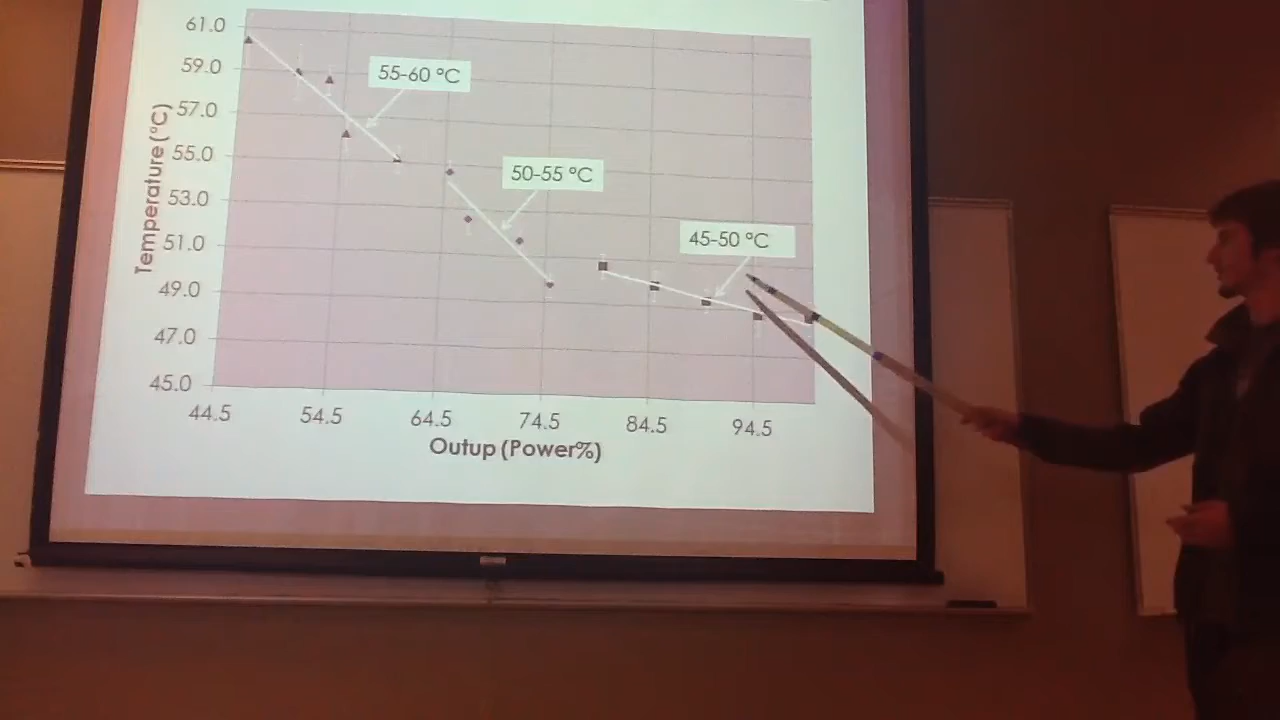 61.0
59.0
57.0
55.0
53.0
51.0
49.0
47.0
45.0
Temperature (°C)
55-60 °C
50-55 °C
45-50 °C
44.5 54.5 64.5 74.5 84.5 94.5
Outup (Power%)